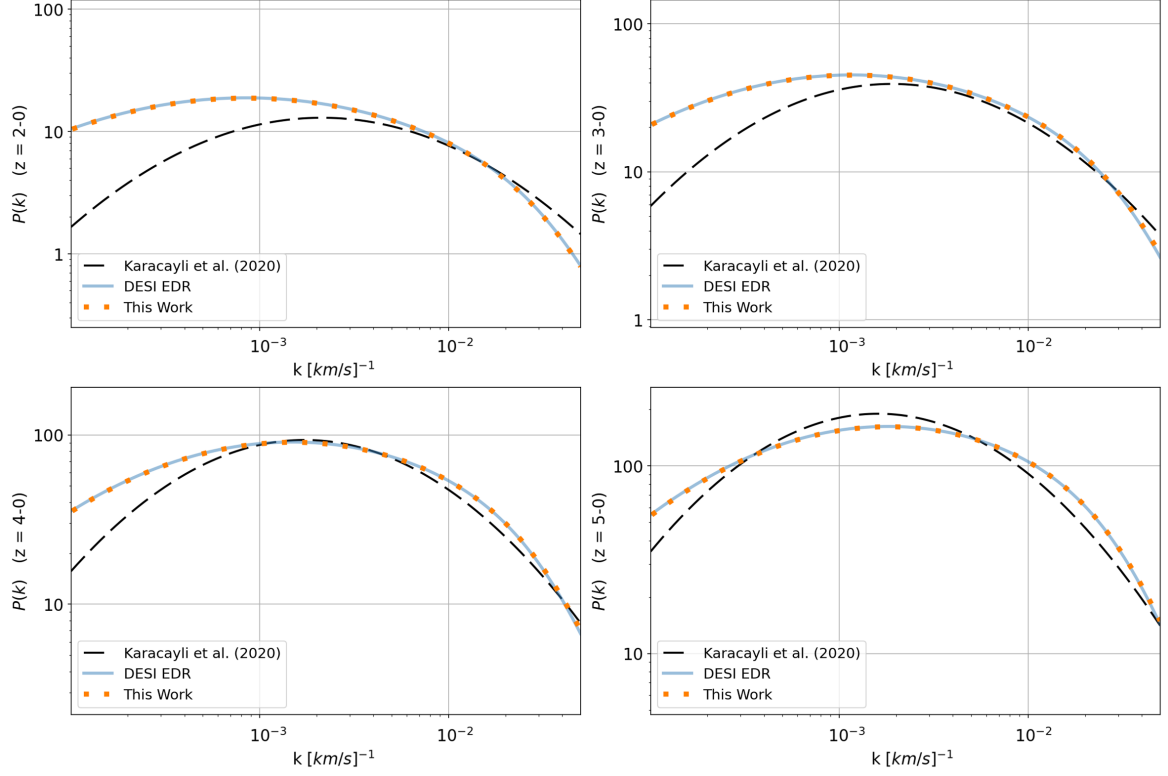 100
10
1
P(k) (z = 2-0)
Karacayli et al. (2020)
DESI EDR
This Work
10⁻³ 10⁻²
k [km/s]⁻¹
100
10
1
P(k) (z = 3-0)
Karacayli et al. (2020)
DESI EDR
This Work
10⁻³ 10⁻²
k [km/s]⁻¹
100
10
P(k) (z = 4-0)
Karacayli et al. (2020)
DESI EDR
This Work
10⁻³ 10⁻²
k [km/s]⁻¹
100
10
P(k) (z = 5-0)
Karacayli et al. (2020)
DESI EDR
This Work
10⁻³ 10⁻²
k [km/s]⁻¹